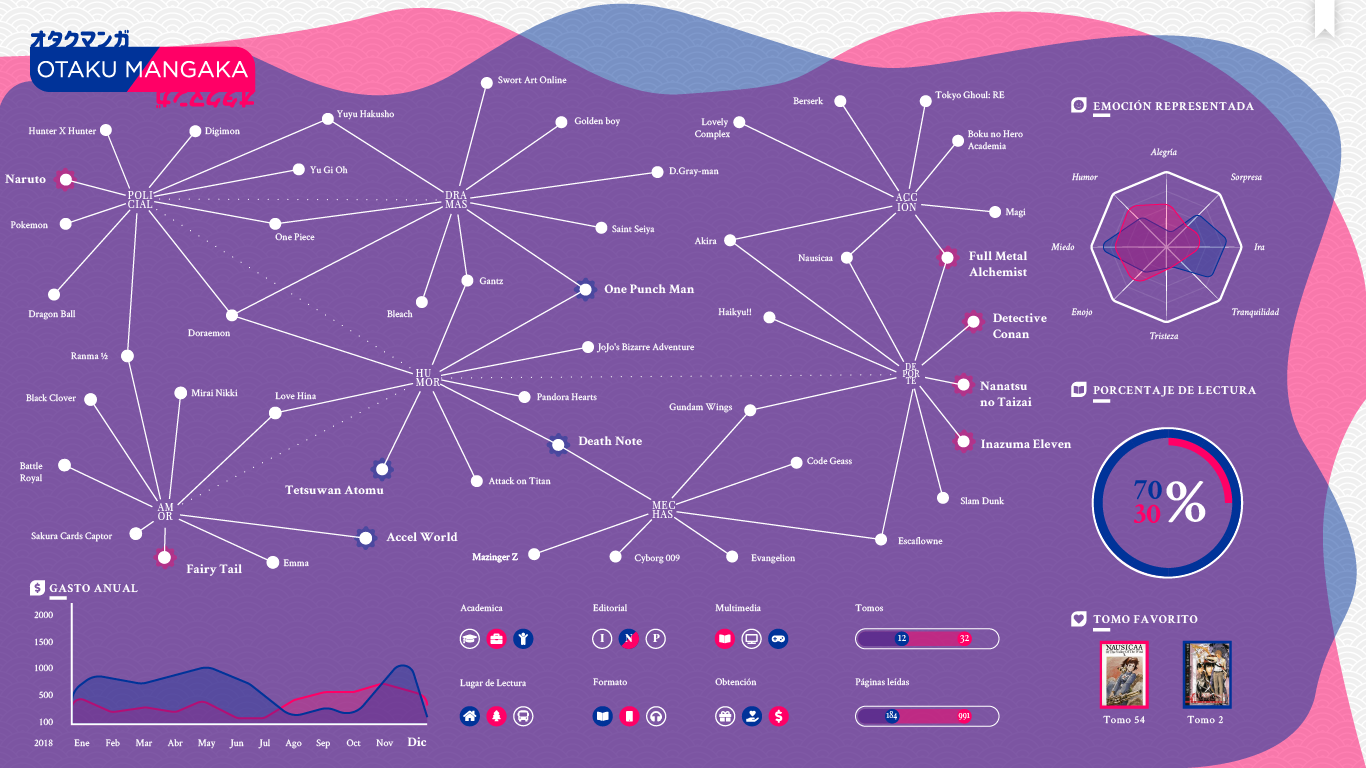 オタクマンガ
OTAKU MANGAKA
Swort Art Online
Golden boy
D.Gray-man
Saint Seiya
One Punch Man
Gantz
Bleach
DRA
MAS
Yuyu Hakusho
Hunter X Hunter
Digimon
Yu Gi Oh
Naruto
POLI
CIAL
Pokemon
One Piece
Dragon Ball
Doraemon
Ranma ½
Berserk
Tokyo Ghoul: RE
Lovely
Complex
Boku no Hero
Academia
ACC
ION
Magi
Akira
Nausicaa
Full Metal
Alchemist
Haikyu!!
Detective
Conan
DE
POR
TE
Nanatsu
no Taizai
Inazuma Eleven
Slam Dunk
Gundam Wings
Code Geass
MEC
HAS
Escaflowne
Mazinger Z
Cyborg 009
Evangelion
HU
MOR
JoJo's Bizarre Adventure
Pandora Hearts
Death Note
Attack on Titan
Tetsuwan Atomu
Black Clover
Mirai Nikki
Love Hina
Battle
Royal
AM
OR
Sakura Cards Captor
Fairy Tail
Emma
Accel World
EMOCIÓN REPRESENTADA
Alegría
Humor
Sorpresa
Miedo
Ira
Enojo
Tranquilidad
Tristeza
PORCENTAJE DE LECTURA
70
30
%
TOMO FAVORITO
NAUSICAÄ
Tomo 54
Tomo 2
$ GASTO ANUAL
2000
1500
1000
500
100
2018 Ene Feb Mar Abr May Jun Jul Ago Sep Oct Nov Dic
Academica
Editorial
I N P
Multimedia
Tomos
12 32
Lugar de Lectura
Formato
Obtención
$
Páginas leídas
184 991